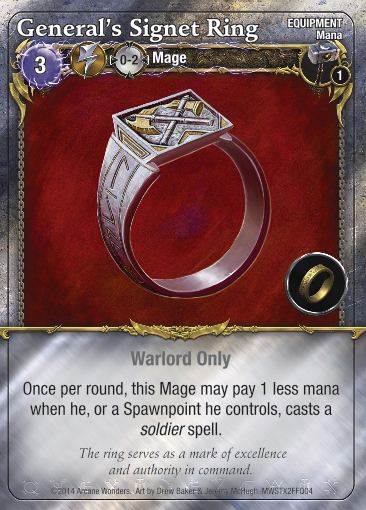 General's Signet Ring
EQUIPMENT
Mana
3
0-2
Mage
1
Warlord Only
Once per round, this Mage may pay 1 less mana
when he, or a Spawnpoint he controls, casts a
soldier spell.
The ring serves as a mark of excellence
and authority in command.
©2014 Arcane Wonders. Art by Drew Baker & Jeremy McHugh. MWSTX2FFQ04